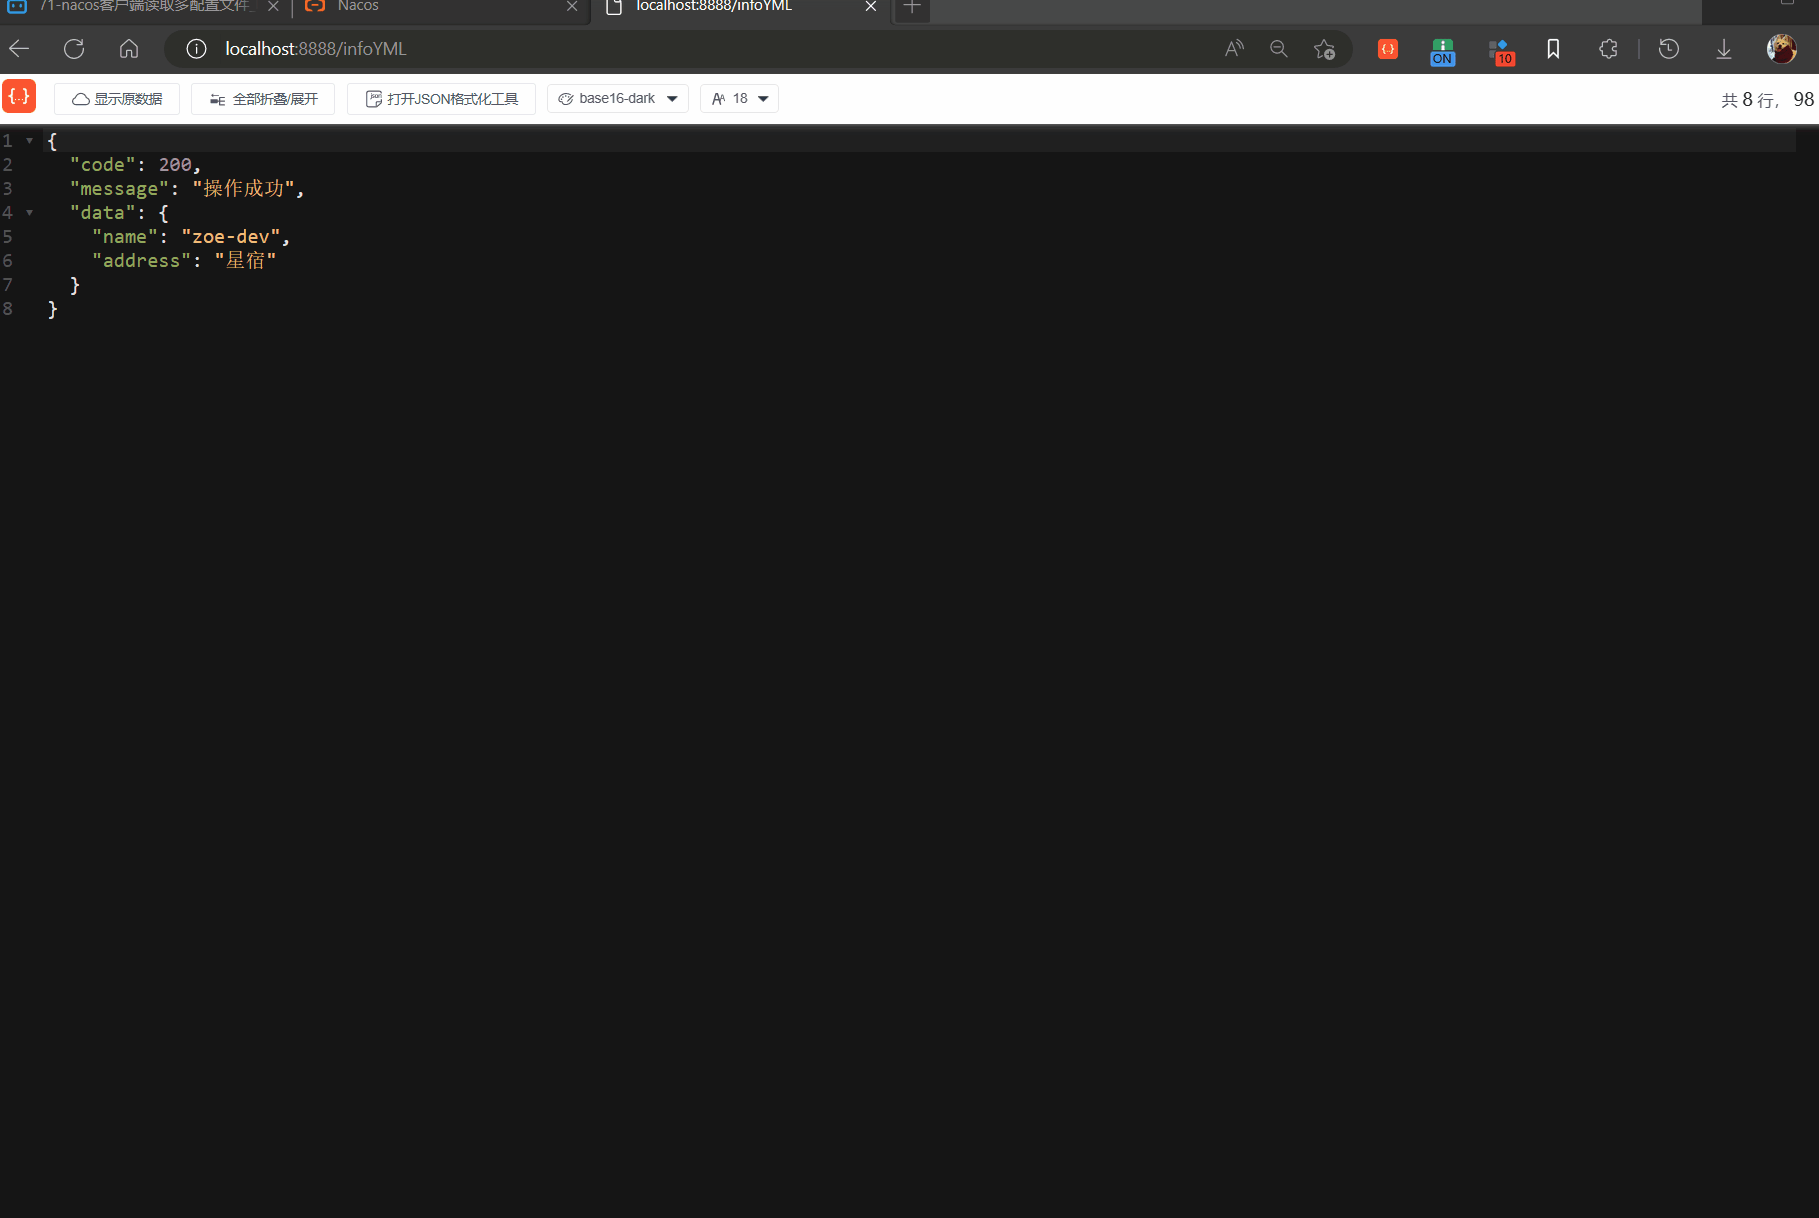 71-nacos客户端读取多配置文件_
Nacos
localhost:8888/infoYML
localhost:8888/infoYML
ON
10
显示原数据
全部折叠/展开
打开JSON格式化工具
base16-dark
18
共 8 行， 98
1 {
2 "code": 200,
3 "message": "操作成功",
4 "data": {
5 "name": "zoe-dev",
6 "address": "星宿"
7 }
8 }